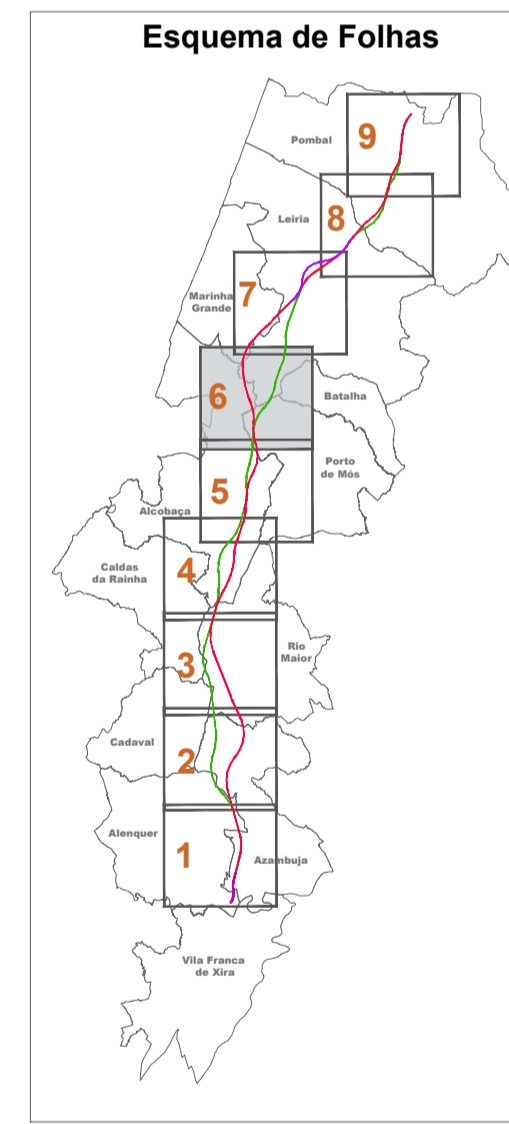 Esquema de Folhas
Pombal
9
Leiria
8
Marinha
Grande
7
6
Batalha
Porto
de Mós
5
Alcobaça
4
Caldas
da Rainha
Rio
Maior
3
Cadaval
2
Alenquer
1
Azambuja
Vila Franca
de Xira